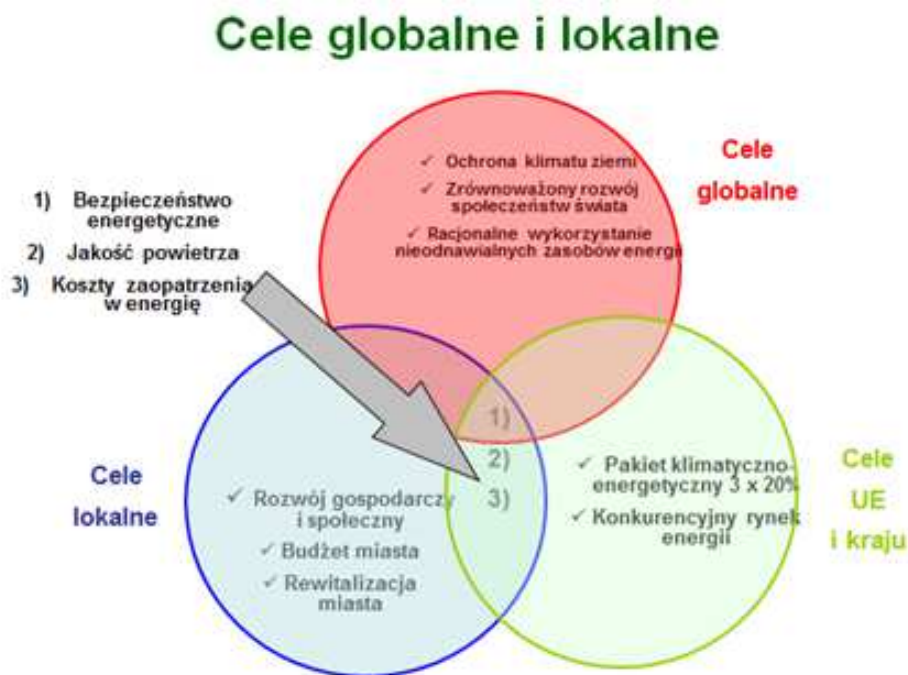 Cele globalne i lokalne
✓ Ochrona klimatu ziemi
✓ Zrównoważony rozwój
społeczeństw świata
✓ Racjonalne wykorzystanie
nieodnawialnych zasobów energii
Cele
globalne
1) Bezpieczeństwo
energetyczne
2) Jakość powietrza
3) Koszty zaopatrzenia
w energię
1)
2)
3)
Cele
lokalne
✓ Rozwój gospodarczy
i społeczny
✓ Budżet miasta
✓ Rewitalizacja
miasta
✓ Pakiet klimatyczno-
energetyczny 3 x 20%
✓ Konkurencyjny rynek
energii
Cele
UE
i kraju